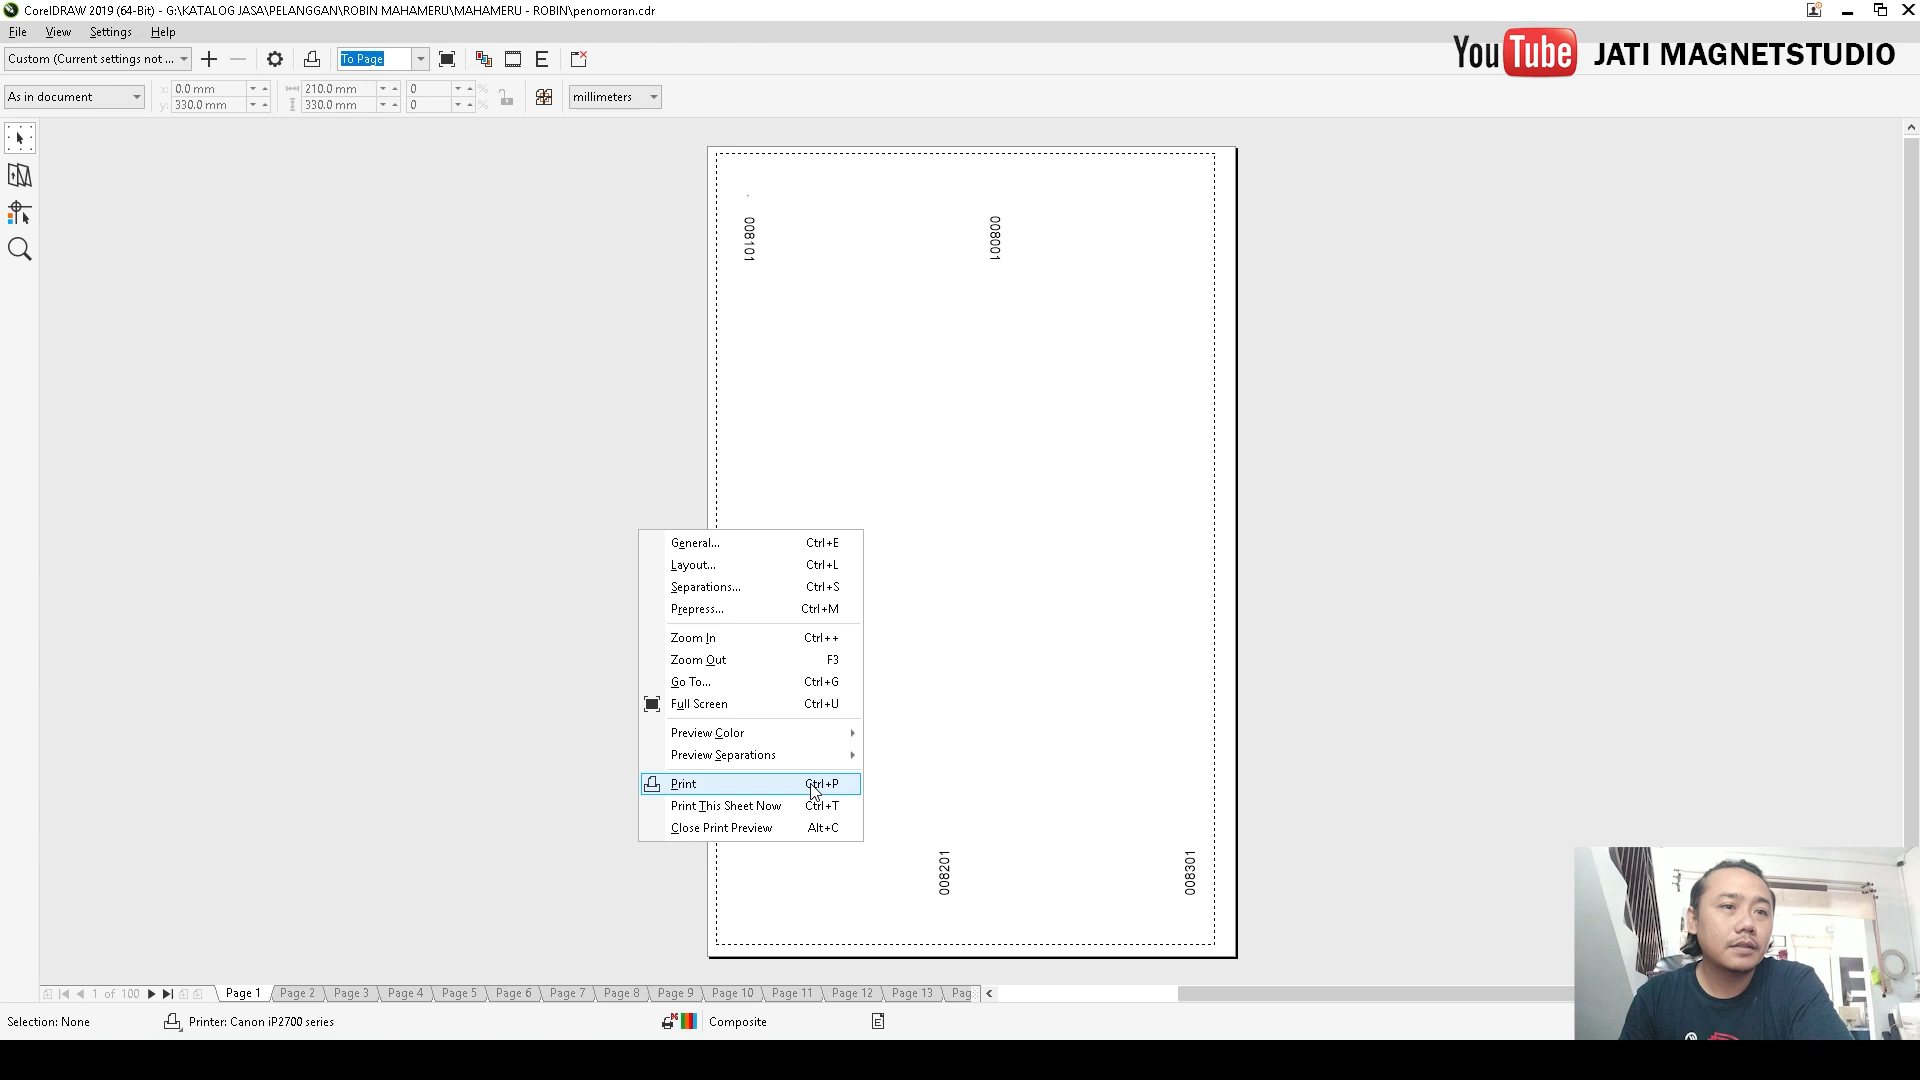 CorelDRAW 2019 (64-Bit) - G:\KATALOG JASA\PELANGGAN\ROBIN MAHAMERU\MAHAMERU - ROBIN\penomoran.cdr
File View Settings Help
Custom (Current settings not ... To Page E
YouTube JATI MAGNETSTUDIO
As in document x: 0.0 mm 210.0 mm 0 % millimeters
y: 330.0 mm 330.0 mm 0 %
008101 008001
General... Ctrl+E
Layout... Ctrl+L
Separations... Ctrl+S
Prepress... Ctrl+M
Zoom In Ctrl++
Zoom Out F3
Go To... Ctrl+G
Full Screen Ctrl+U
Preview Color
Preview Separations
Print Ctrl+P
Print This Sheet Now Ctrl+T
Close Print Preview Alt+C
008201 008301
1 of 100 Page 1 Page 2 Page 3 Page 4 Page 5 Page 6 Page 7 Page 8 Page 9 Page 10 Page 11 Page 12 Page 13 Pag
Selection: None Printer: Canon iP2700 series Composite